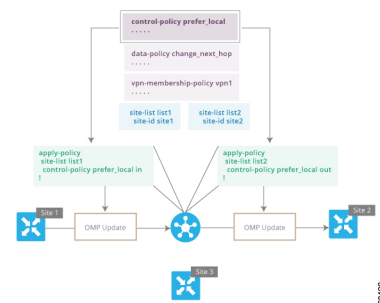 control-policy prefer_local
.....
data-policy change_next_hop
.....
vpn-membership-policy vpn1
.....
site-list list1
site-id site1
site-list list2
site-id site2
apply-policy
site-list list1
control-policy prefer_local in
!
apply-policy
site-list list2
control-policy prefer_local out
!
Site 1
OMP Update
OMP Update
Site 2
Site 3